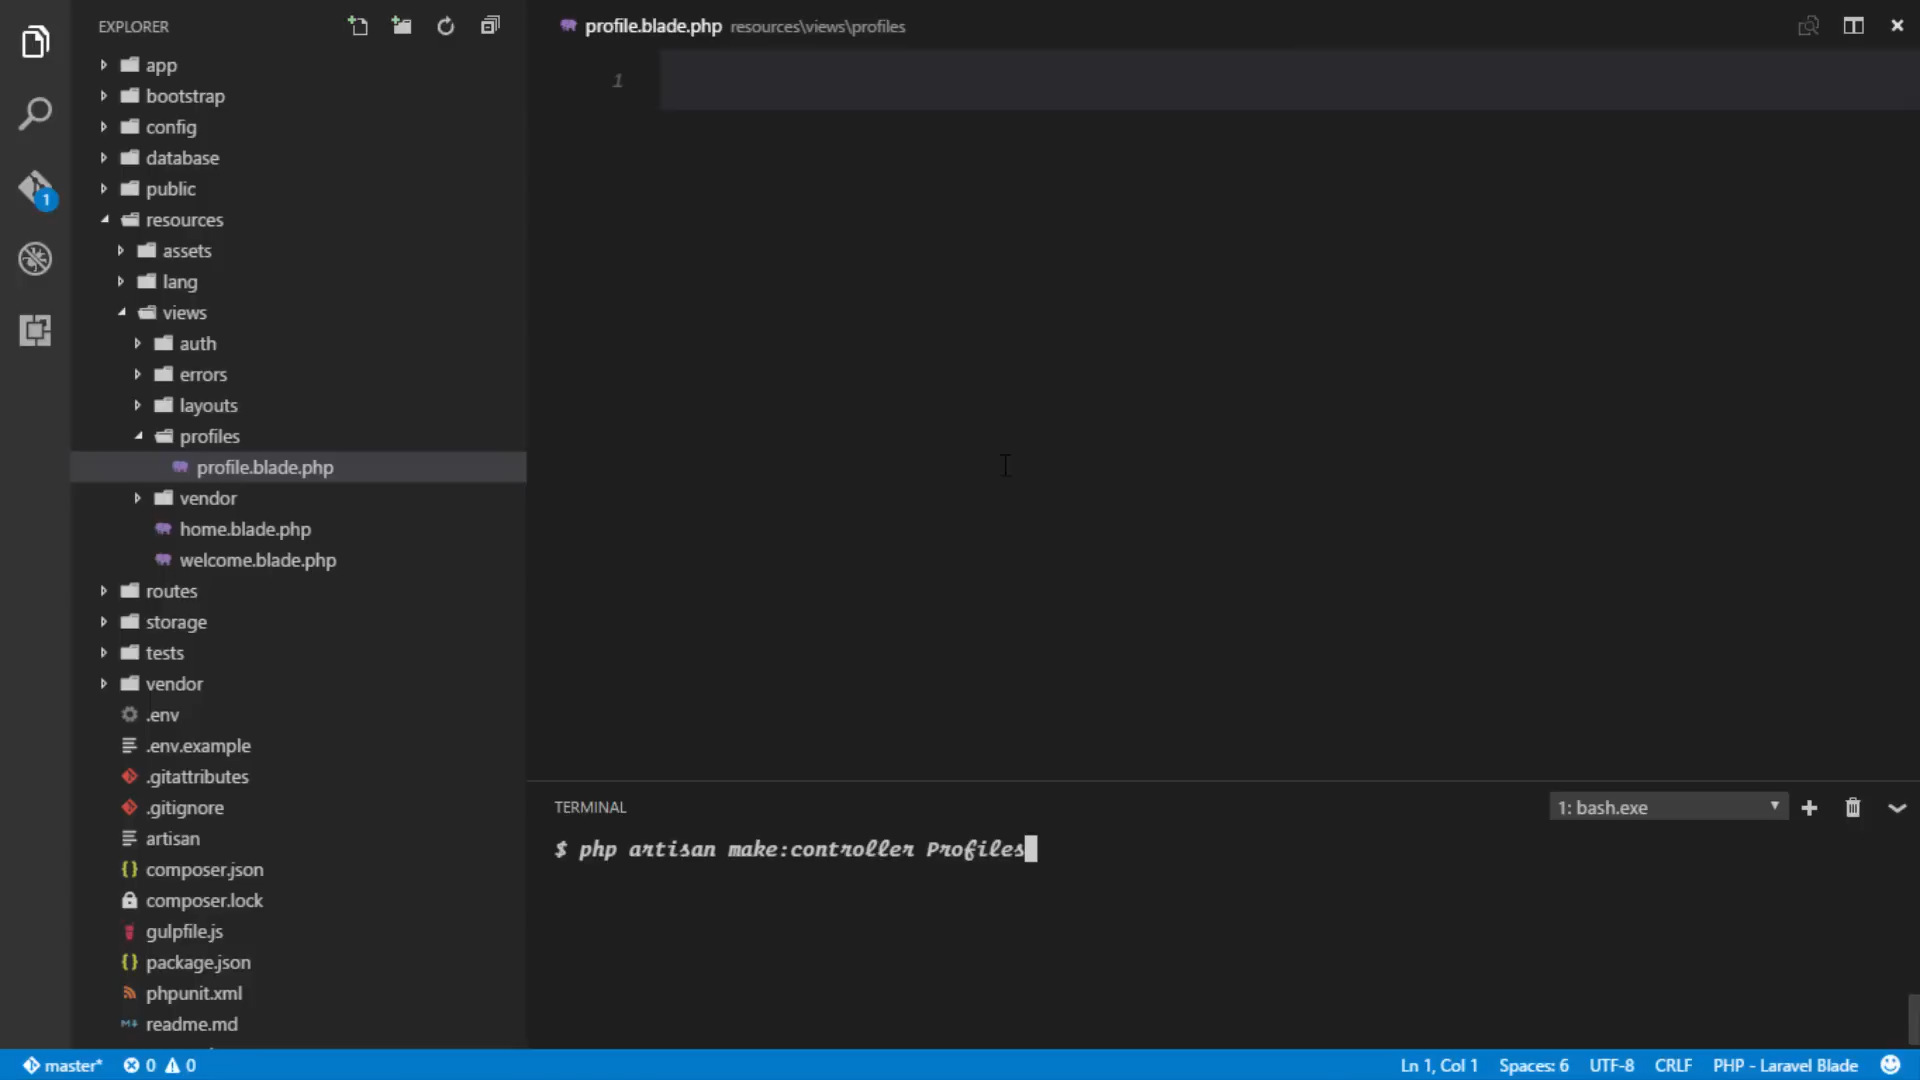 EXPLORER
app
bootstrap
config
database
public
resources
assets
lang
views
auth
errors
layouts
profiles
profile.blade.php
vendor
home.blade.php
welcome.blade.php
routes
storage
tests
vendor
.env
.env.example
.gitattributes
.gitignore
artisan
composer.json
composer.lock
gulpfile.js
package.json
phpunit.xml
readme.md
1
profile.blade.php resources\views\profiles
1
TERMINAL
1: bash.exe
$ php artisan make:controller Profiles
master* 0 0
Ln 1, Col 1 Spaces: 6 UTF-8 CRLF PHP - Laravel Blade